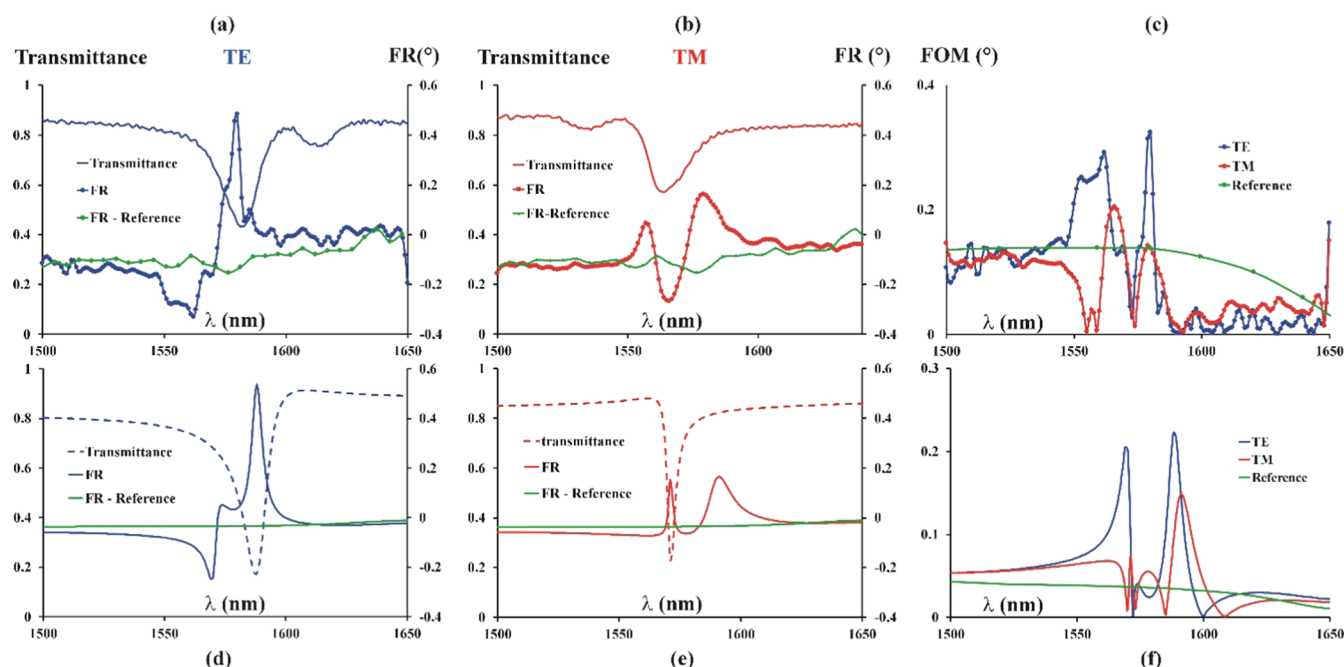 (a) (b) (c)
Transmittance TE FR(°) Transmittance TM FR (°) FOM (°)
1 0.6 1 0.6 0.4
0.8 0.4 0.8 0.4
Transmittance Transmittance TE
FR FR TM
FR - Reference FR-Reference Reference
0.6 0.2 0.6 0.2 0.2
0.4 0 0.4 0
0.2 -0.2 0.2 -0.2
λ (nm) λ (nm) λ (nm)
0 -0.4 0 -0.4 0
1500 1550 1600 1650 1500 1550 1600 1500 1550 1600 1650
1 0.6 1 0.6 0.3
0.8 0.4 0.8 0.4
Transmittance transmittance TE
FR FR TM
FR - Reference FR - Reference Reference
0.6 0.2 0.6 0.2 0.2
0.4 0 0.4 0 0.1
0.2 -0.2 0.2 -0.2
λ (nm) λ (nm) λ (nm)
0 -0.4 0 -0.4 0
1500 1550 1600 1650 1500 1550 1600 1650 1500 1550 1600 1650
(d) (e) (f)